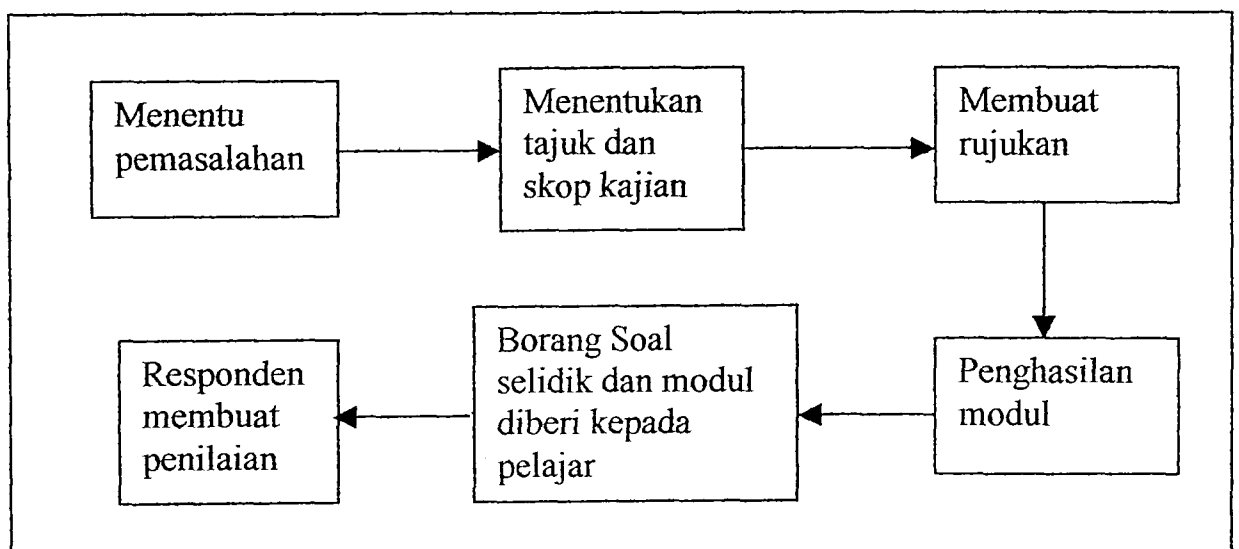 Menentu
pemasalahan
Menentukan
tajuk dan
skop kajian
Membuat
rujukan
Penghasilan
modul
Borang Soal
selidik dan modul
diberi kepada
pelajar
Responden
membuat
penilaian